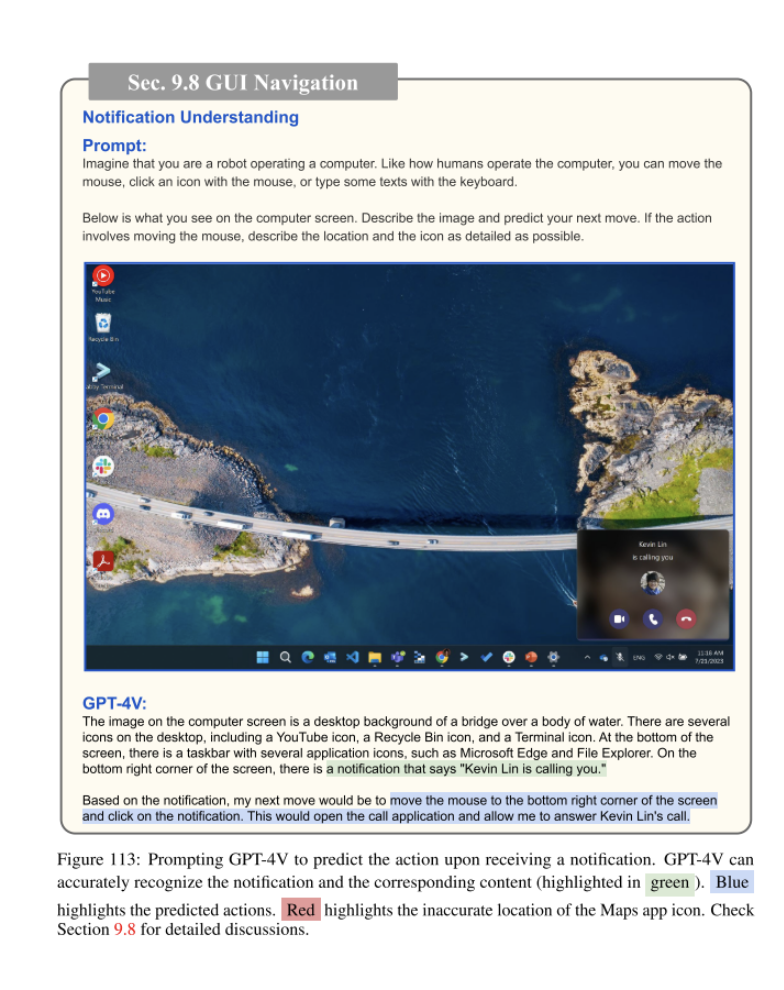 Sec. 9.8 GUI Navigation
Notification Understanding
Prompt:
Imagine that you are a robot operating a computer. Like how humans operate the computer, you can move the
mouse, click an icon with the mouse, or type some texts with the keyboard.
Below is what you see on the computer screen. Describe the image and predict your next move. If the action
involves moving the mouse, describe the location and the icon as detailed as possible.
YouTube
Music
Recycle Bin
Terminal
Kevin Lin
is calling you
ENG
11:18 AM
7/21/2023
GPT-4V:
The image on the computer screen is a desktop background of a bridge over a body of water. There are several
icons on the desktop, including a YouTube icon, a Recycle Bin icon, and a Terminal icon. At the bottom of the
screen, there is a taskbar with several application icons, such as Microsoft Edge and File Explorer. On the
bottom right corner of the screen, there is a notification that says "Kevin Lin is calling you."
Based on the notification, my next move would be to move the mouse to the bottom right corner of the screen
and click on the notification. This would open the call application and allow me to answer Kevin Lin's call.
Figure 113: Prompting GPT-4V to predict the action upon receiving a notification. GPT-4V can
accurately recognize the notification and the corresponding content (highlighted in green ). Blue
highlights the predicted actions. Red highlights the inaccurate location of the Maps app icon. Check
Section 9.8 for detailed discussions.